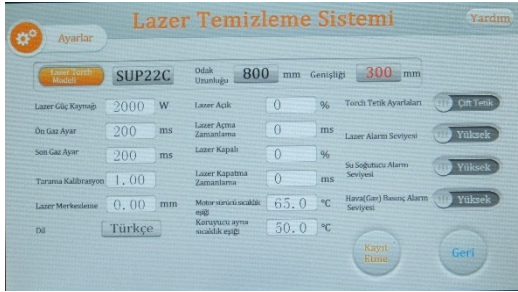 Lazer Temizleme Sistemi
Yardım
Ayarlar
Lazer Torch Modeli
SUP22C
Odak Uzunluğu 800 mm Genişliği 300 mm
Lazer Güç Kaynağı 2000 W Lazer Açık 0 % Torch Tetik Ayarlaları Çift Tetik
Ön Gaz Ayar 200 ms Lazer Açma Zamanlama 0 ms Lazer Alarm Seviyesi Yüksek
Son Gaz Ayar 200 ms Lazer Kapalı 0 % Su Soğutucu Alarm Seviyesi Yüksek
Tarama Kalibrasyon 1.00 Lazer Kapatma Zamanlama 0 ms Hava(Gaz) Basınç Alarm Seviyesi Yüksek
Lazer Merkezleme 0.00 mm Motor sürücü sıcaklık eşiği 65.0 °C
Dil Türkçe Koruyucu ayna sıcaklık eşiği 50.0 °C
Kayıt Etme
Geri